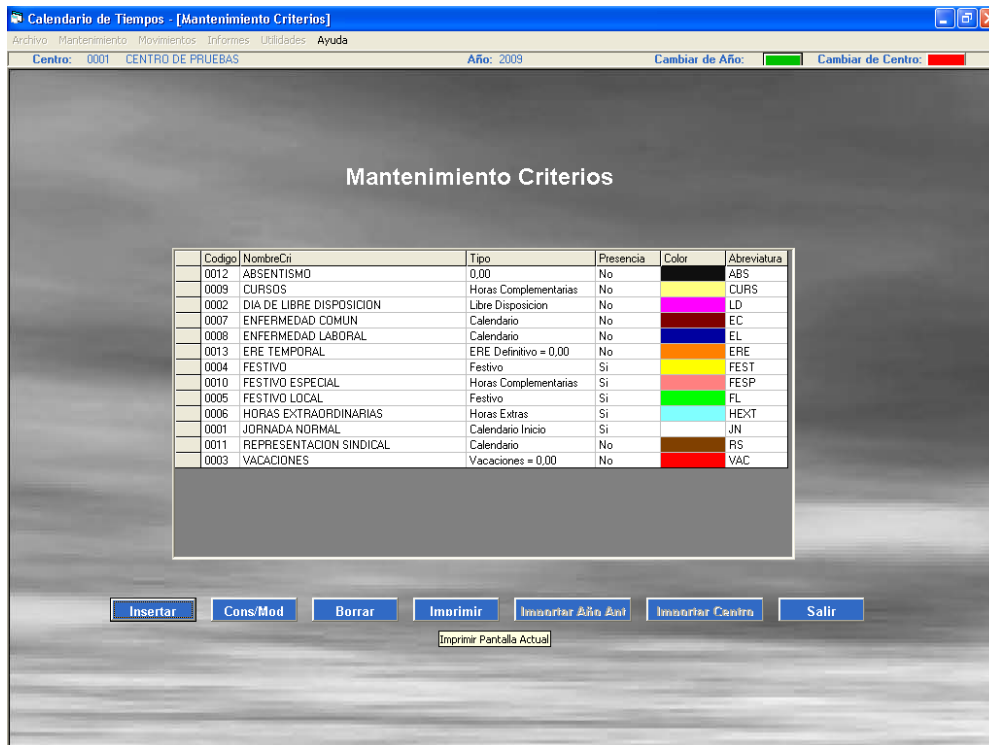 Calendario de Tiempos - [Mantenimiento Criterios]
Archivo Mantenimiento Movimientos Informes Utilidades Ayuda
Centro: 0001 CENTRO DE PRUEBAS Año: 2009 Cambiar de Año: Cambiar de Centro:
Mantenimiento Criterios
Codigo NombreCri Tipo Presencia Color Abreviatura
0012 ABSENTISMO 0,00 No ABS
0009 CURSOS Horas Complementarias No CURS
0002 DIA DE LIBRE DISPOSICION Libre Disposicion No LD
0007 ENFERMEDAD COMUN Calendario No EC
0008 ENFERMEDAD LABORAL Calendario No EL
0013 ERE TEMPORAL ERE Definitivo = 0,00 No ERE
0004 FESTIVO Festivo Si FEST
0010 FESTIVO ESPECIAL Horas Complementarias Si FESP
0005 FESTIVO LOCAL Festivo Si FL
0006 HORAS EXTRAORDINARIAS Horas Extras Si HEXT
0001 JORNADA NORMAL Calendario Inicio Si JN
0011 REPRESENTACION SINDICAL Calendario No RS
0003 VACACIONES Vacaciones = 0,00 No VAC
Insertar Cons/Mod Borrar Imprimir Importar Año Ant Importar Centro Salir
Imprimir Pantalla Actual